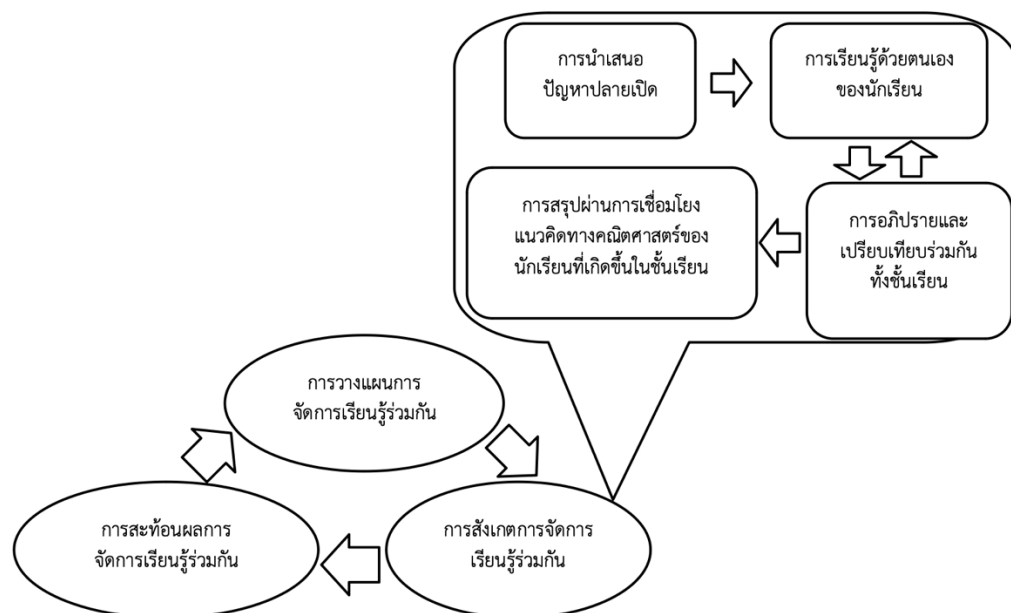 การนำเสนอ
ปัญหาปลายเปิด
การเรียนรู้ด้วยตนเอง
ของนักเรียน
การอภิปรายและ
เปรียบเทียบร่วมกัน
ทั้งชั้นเรียน
การสรุปผ่านการเชื่อมโยง
แนวคิดทางคณิตศาสตร์ของ
นักเรียนที่เกิดขึ้นในชั้นเรียน
การวางแผนการ
จัดการเรียนรู้ร่วมกัน
การสังเกตการจัดการ
เรียนรู้ร่วมกัน
การสะท้อนผลการ
จัดการเรียนรู้ร่วมกัน